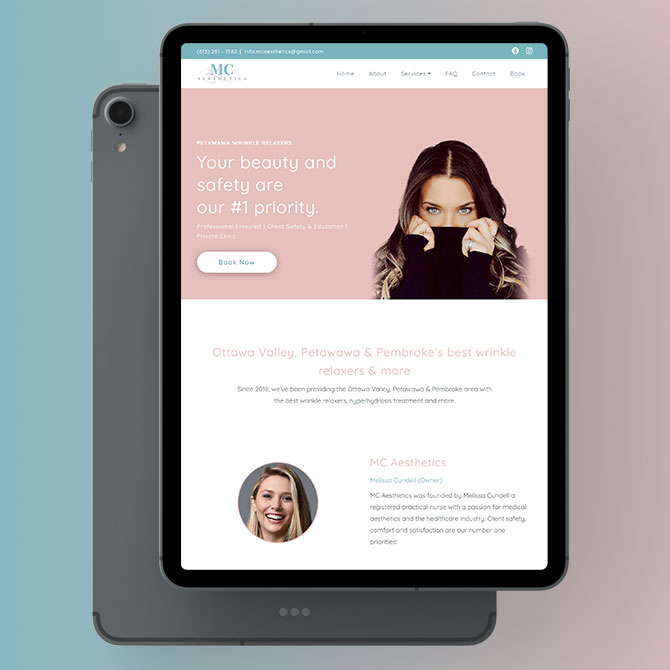 (613) 281 - 1582 | info.mcaesthetics@gmail.com
MC
AESTHETICS
Home About Services FAQ Contact Book
PETAWAWA WRINKLE RELAXERS
Your beauty and
safety are
our #1 priority.
Professional | Insured | Client Safety & Education |
Private Clinic
Book Now
Ottawa Valley, Petawawa & Pembroke's best wrinkle
relaxers & more
Since 2018, we've been providing the Ottawa Valley, Petawawa & Pembroke area with
the best wrinkle relaxers, hyperhydrosis treatment and more.
MC Aesthetics
Melissa Cundell (Owner)
MC Aesthetics was founded by Melissa Cundell a
registered practical nurse with a passion for medical
aesthetics and the healthcare industry. Client safety,
comfort and satisfaction are our number one
priorities!